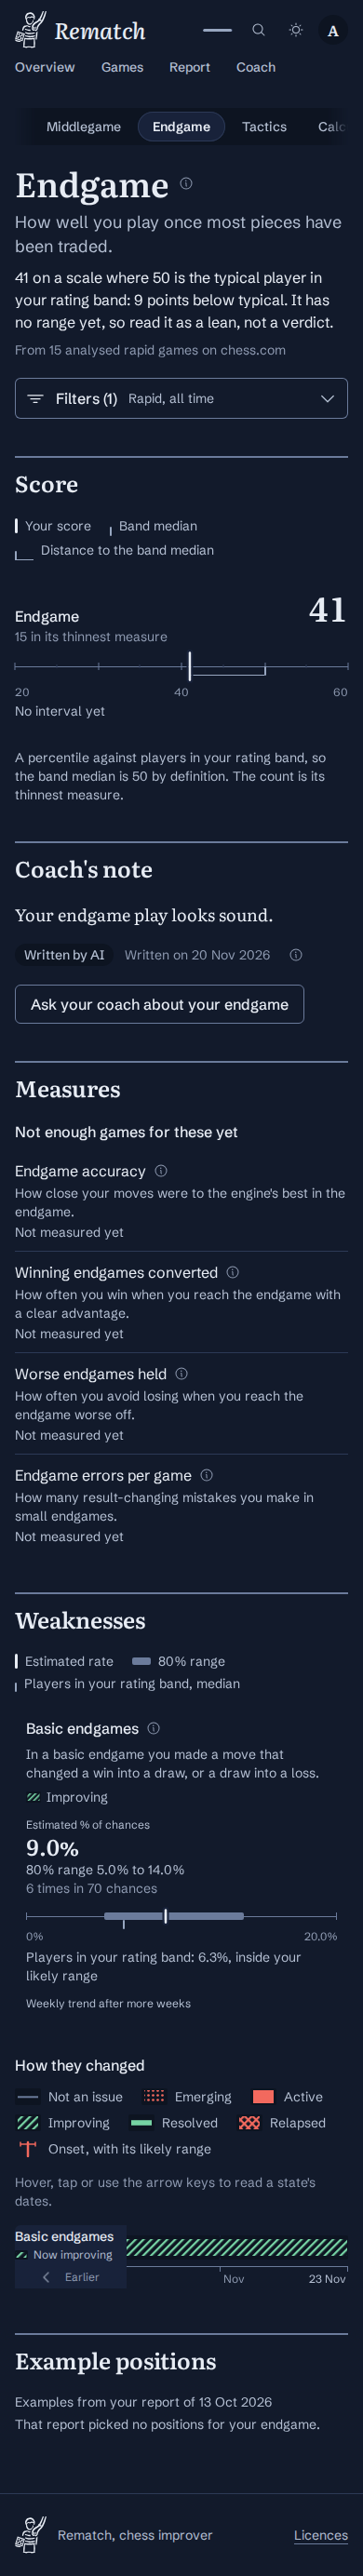 Rematch
A
Overview Games Report Coach
Middlegame Endgame Tactics Calc
Endgame
How well you play once most pieces have
been traded.
41 on a scale where 50 is the typical player in
your rating band: 9 points below typical. It has
no range yet, so read it as a lean, not a verdict.
From 15 analysed rapid games on chess.com
Filters (1) Rapid, all time
Score
Your score Band median
Distance to the band median
Endgame 41
15 in its thinnest measure
20 40 60
No interval yet
A percentile against players in your rating band, so
the band median is 50 by definition. The count is its
thinnest measure.
Coach's note
Your endgame play looks sound.
Written by AI Written on 20 Nov 2026
Ask your coach about your endgame
Measures
Not enough games for these yet
Endgame accuracy
How close your moves were to the engine's best in the
endgame.
Not measured yet
Winning endgames converted
How often you win when you reach the endgame with
a clear advantage.
Not measured yet
Worse endgames held
How often you avoid losing when you reach the
endgame worse off.
Not measured yet
Endgame errors per game
How many result-changing mistakes you make in
small endgames.
Not measured yet
Weaknesses
Estimated rate 80% range
Players in your rating band, median
Basic endgames
In a basic endgame you made a move that
changed a win into a draw, or a draw into a loss.
Improving
Estimated % of chances
9.0%
80% range 5.0% to 14.0%
6 times in 70 chances
0% 20.0%
Players in your rating band: 6.3%, inside your
likely range
Weekly trend after more weeks
How they changed
Not an issue Emerging Active
Improving Resolved Relapsed
Onset, with its likely range
Hover, tap or use the arrow keys to read a state's
dates.
Basic endgames
Now improving
Earlier Nov 23 Nov
Example positions
Examples from your report of 13 Oct 2026
That report picked no positions for your endgame.
Rematch, chess improver Licences